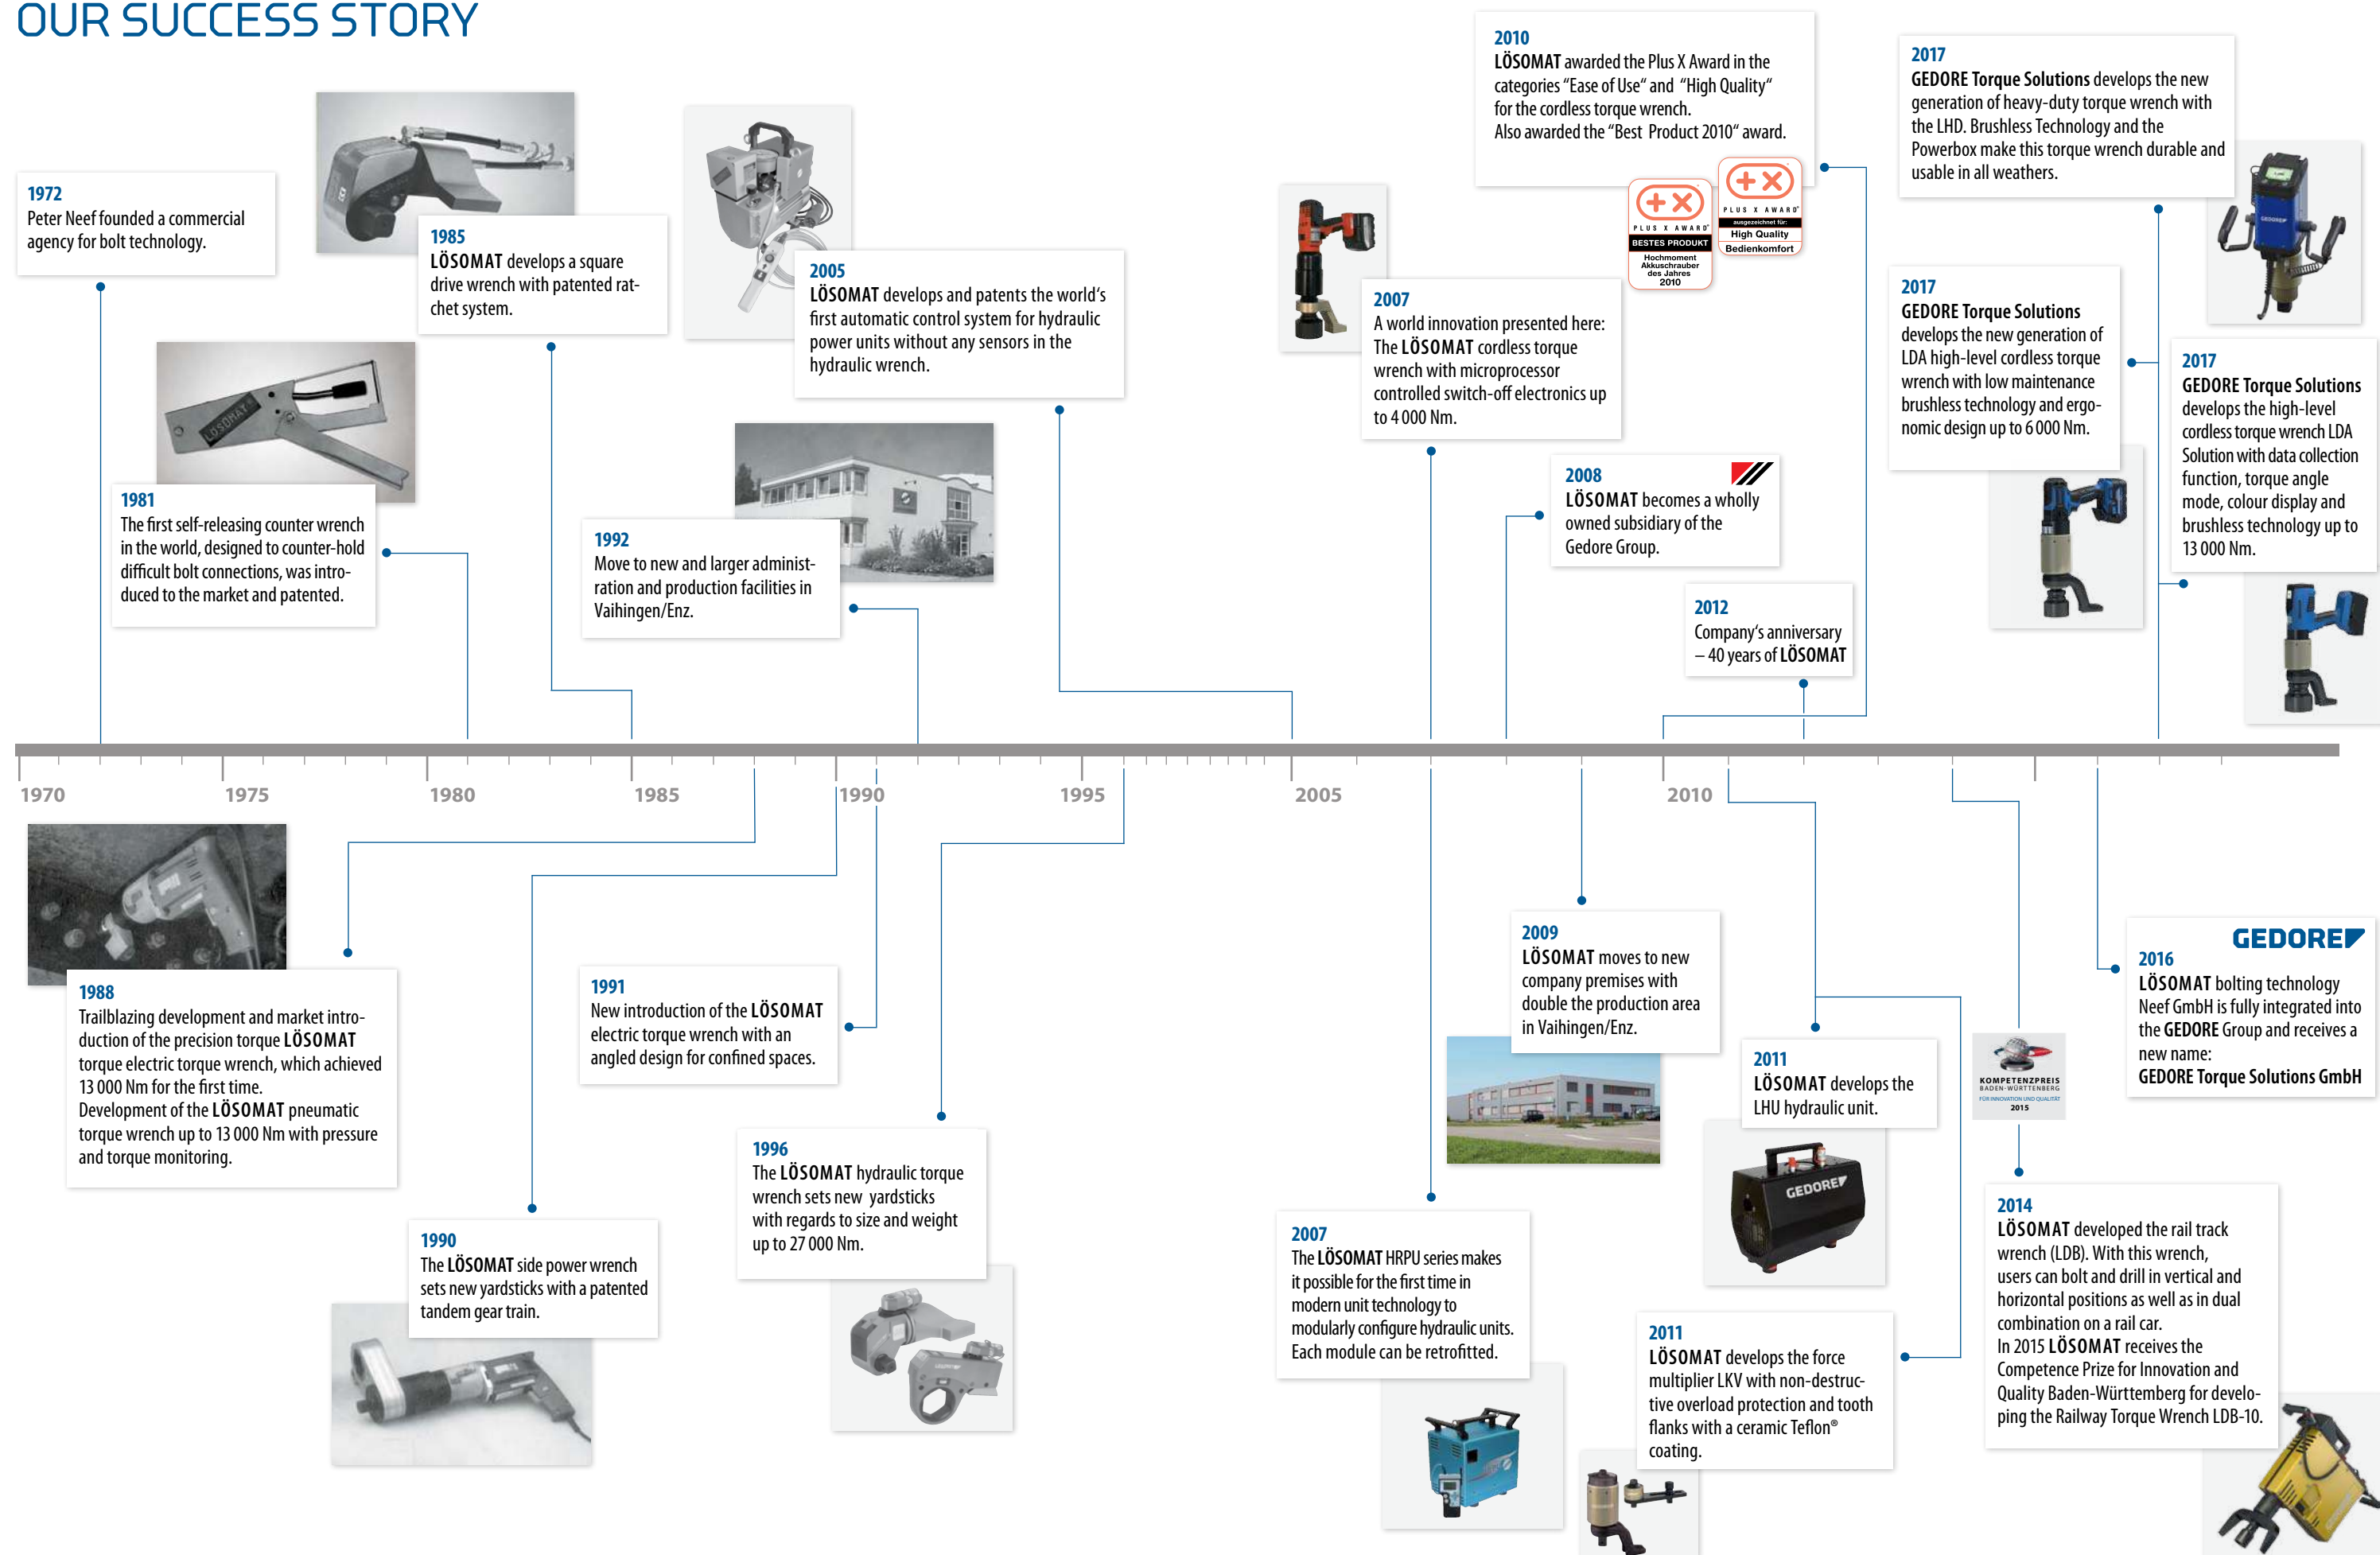 OUR SUCCESS STORY
1972
Peter Neef founded a commercial
agency for bolt technology.
1985
LÖSOMAT develops a square
drive wrench with patented rat-
chet system.
LÖSOMAT
1981
The first self-releasing counter wrench
in the world, designed to counter-hold
difficult bolt connections, was intro-
duced to the market and patented.
2005
LÖSOMAT develops and patents the world‘s
first automatic control system for hydraulic
power units without any sensors in the
hydraulic wrench.
1992
Move to new and larger administ-
ration and production facilities in
Vaihingen/Enz.
2010
LÖSOMAT awarded the Plus X Award in the
categories “Ease of Use“ and “High Quality“
for the cordless torque wrench.
Also awarded the “Best Product 2010“ award.
PLUS X AWARD
BESTES PRODUKT
Hochmoment
Akkuschrauber
des Jahres
2010
PLUS X AWARD
ausgezeichnet für:
High Quality
Bedienkomfort
2007
A world innovation presented here:
The LÖSOMAT cordless torque
wrench with microprocessor
controlled switch-off electronics up
to 4 000 Nm.
2008
LÖSOMAT becomes a wholly
owned subsidiary of the
Gedore Group.
2012
Company‘s anniversary
– 40 years of LÖSOMAT
2017
GEDORE Torque Solutions develops the new
generation of heavy-duty torque wrench with
the LHD. Brushless Technology and the
Powerbox make this torque wrench durable and
usable in all weathers.
GEDORE
2017
GEDORE Torque Solutions
develops the new generation of
LDA high-level cordless torque
wrench with low maintenance
brushless technology and ergo-
nomic design up to 6 000 Nm.
2017
GEDORE Torque Solutions
develops the high-level
cordless torque wrench LDA
Solution with data collection
function, torque angle
mode, colour display and
brushless technology up to
13 000 Nm.
1970
1975
1980
1985
1990
1995
2005
2010
1988
Trailblazing development and market intro-
duction of the precision torque LÖSOMAT
torque electric torque wrench, which achieved
13 000 Nm for the first time.
Development of the LÖSOMAT pneumatic
torque wrench up to 13 000 Nm with pressure
and torque monitoring.
1990
The LÖSOMAT side power wrench
sets new yardsticks with a patented
tandem gear train.
1991
New introduction of the LÖSOMAT
electric torque wrench with an
angled design for confined spaces.
1996
The LÖSOMAT hydraulic torque
wrench sets new yardsticks
with regards to size and weight
up to 27 000 Nm.
2007
The LÖSOMAT HRPU series makes
it possible for the first time in
modern unit technology to
modularly configure hydraulic units.
Each module can be retrofitted.
2009
LÖSOMAT moves to new
company premises with
double the production area
in Vaihingen/Enz.
2011
LÖSOMAT develops the
LHU hydraulic unit.
GEDORE
2011
LÖSOMAT develops the force
multiplier LKV with non-destruc-
tive overload protection and tooth
flanks with a ceramic Teflon®
coating.
KOMPETENZPREIS
BADEN-WÜRTTEMBERG
FÜR INNOVATION UND QUALITÄT
2015
2014
LÖSOMAT developed the rail track
wrench (LDB). With this wrench,
users can bolt and drill in vertical and
horizontal positions as well as in dual
combination on a rail car.
In 2015 LÖSOMAT receives the
Competence Prize for Innovation and
Quality Baden-Württemberg for develo-
ping the Railway Torque Wrench LDB-10.
GEDORE
2016
LÖSOMAT bolting technology
Neef GmbH is fully integrated into
the GEDORE Group and receives a
new name:
GEDORE Torque Solutions GmbH